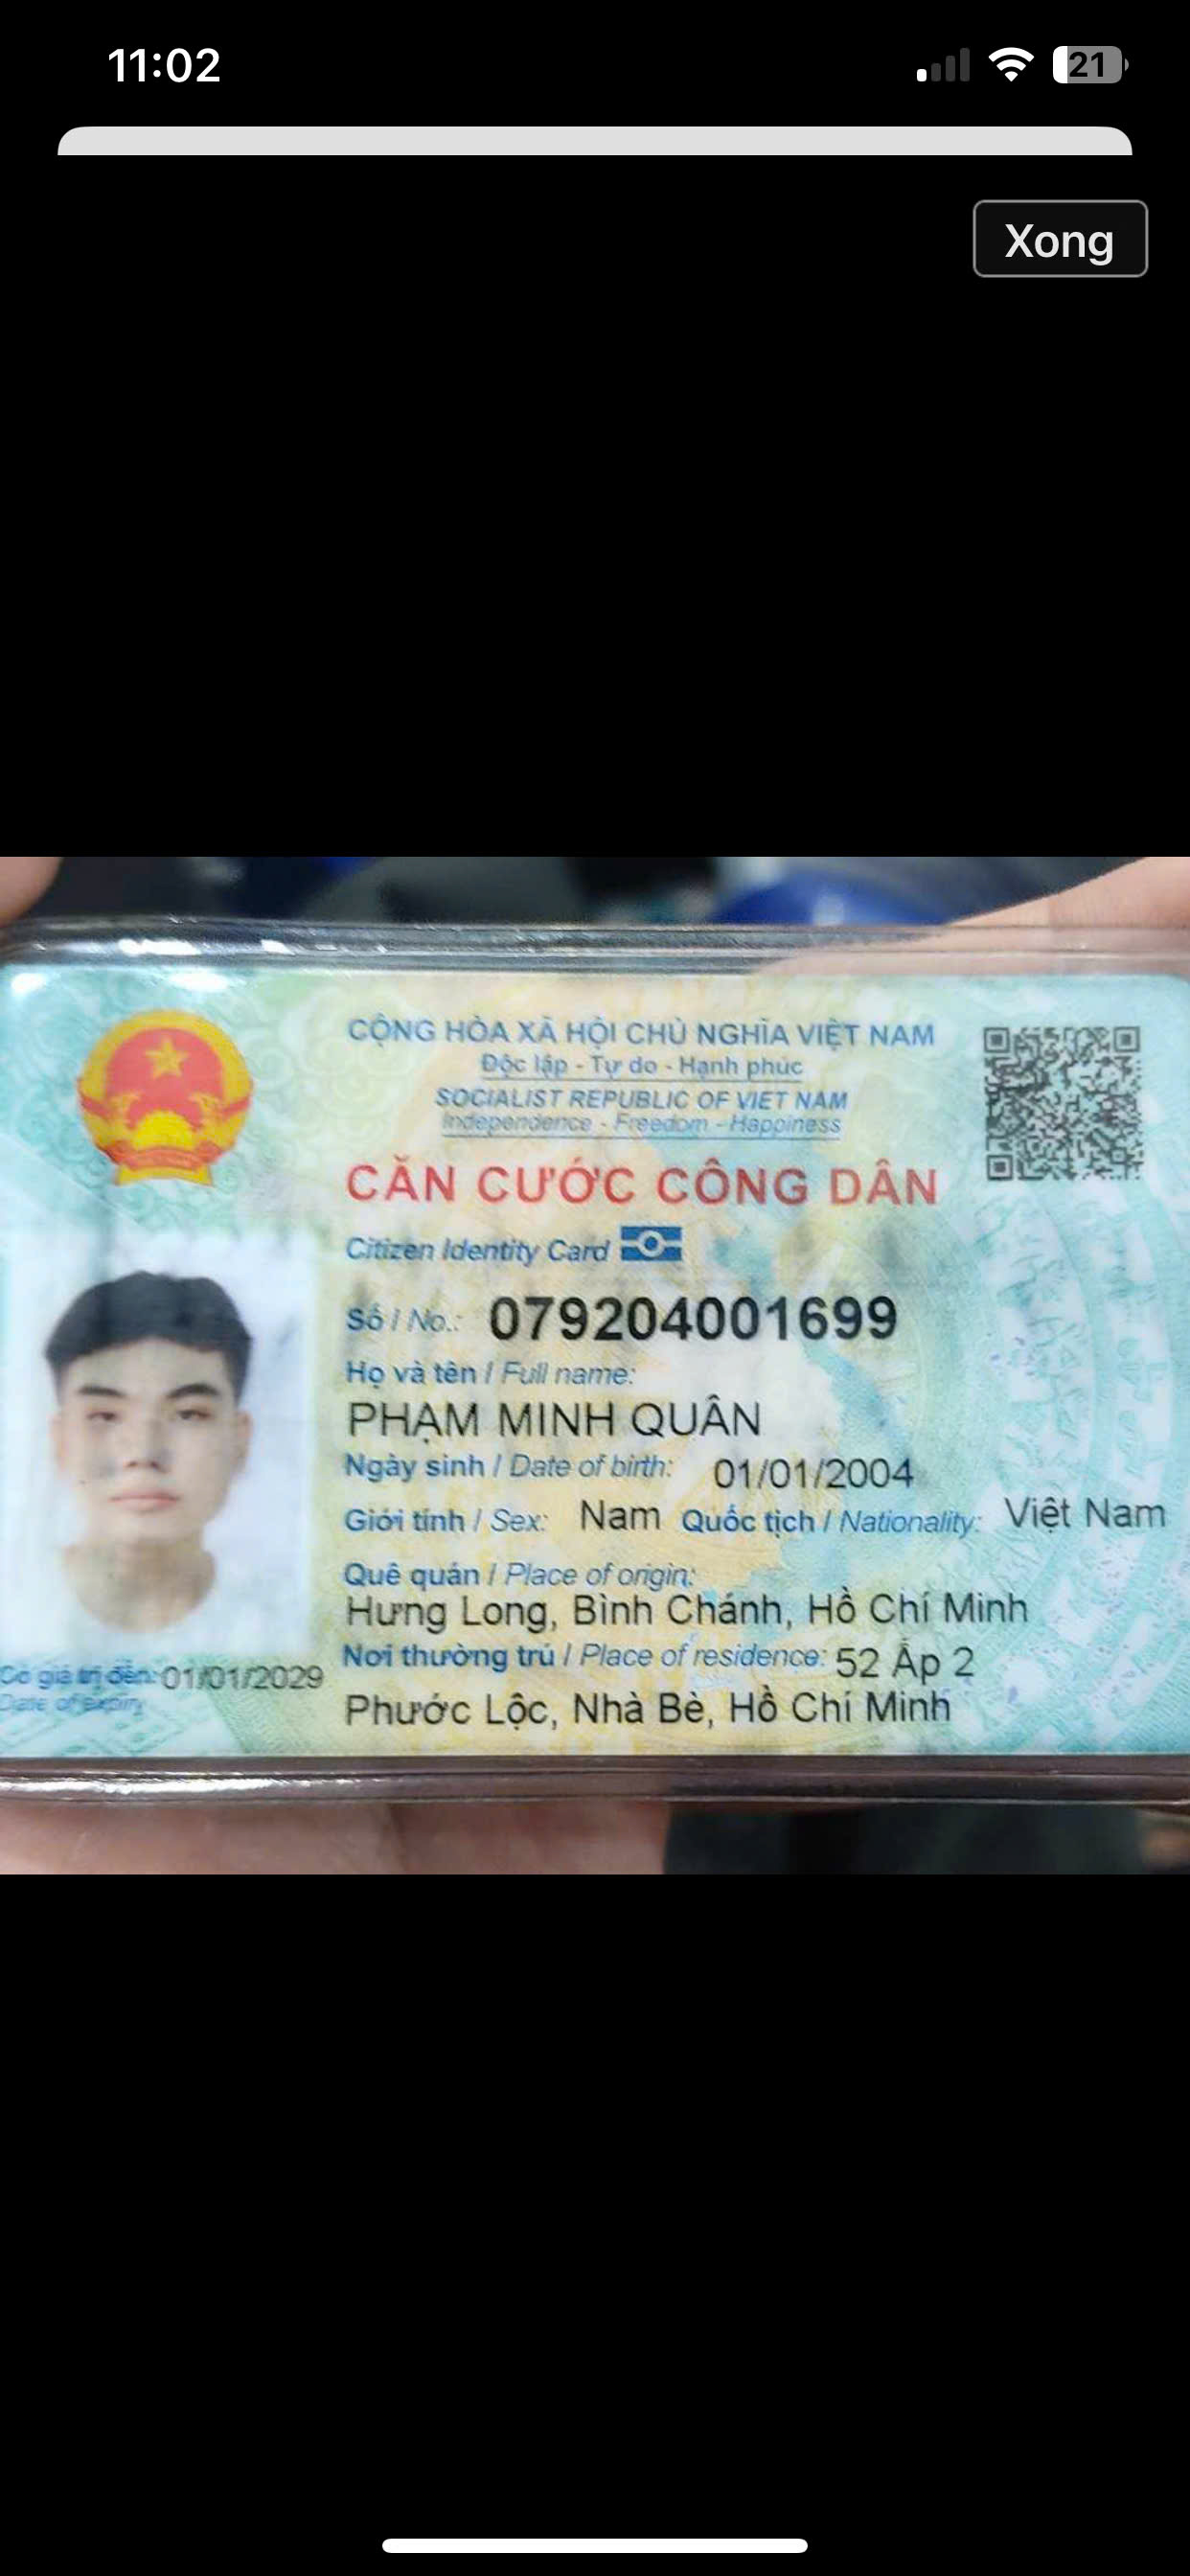 11:02
21
Xong
CỘNG HÒA XÃ HỘI CHỦ NGHĨA VIỆT NAM
Độc lập - Tự do - Hạnh phúc
SOCIALIST REPUBLIC OF VIET NAM
Independence - Freedom - Happiness
CĂN CƯỚC CÔNG DÂN
Citizen Identity Card
Số / No.: 079204001699
Họ và tên / Full name:
PHẠM MINH QUÂN
Ngày sinh / Date of birth: 01/01/2004
Giới tính / Sex: Nam Quốc tịch / Nationality: Việt Nam
Quê quán / Place of origin:
Hưng Long, Bình Chánh, Hồ Chí Minh
Nơi thường trú / Place of residence: 52 Ấp 2
Phước Lộc, Nhà Bè, Hồ Chí Minh
Có giá trị đến: 01/01/2029
Date of expiry